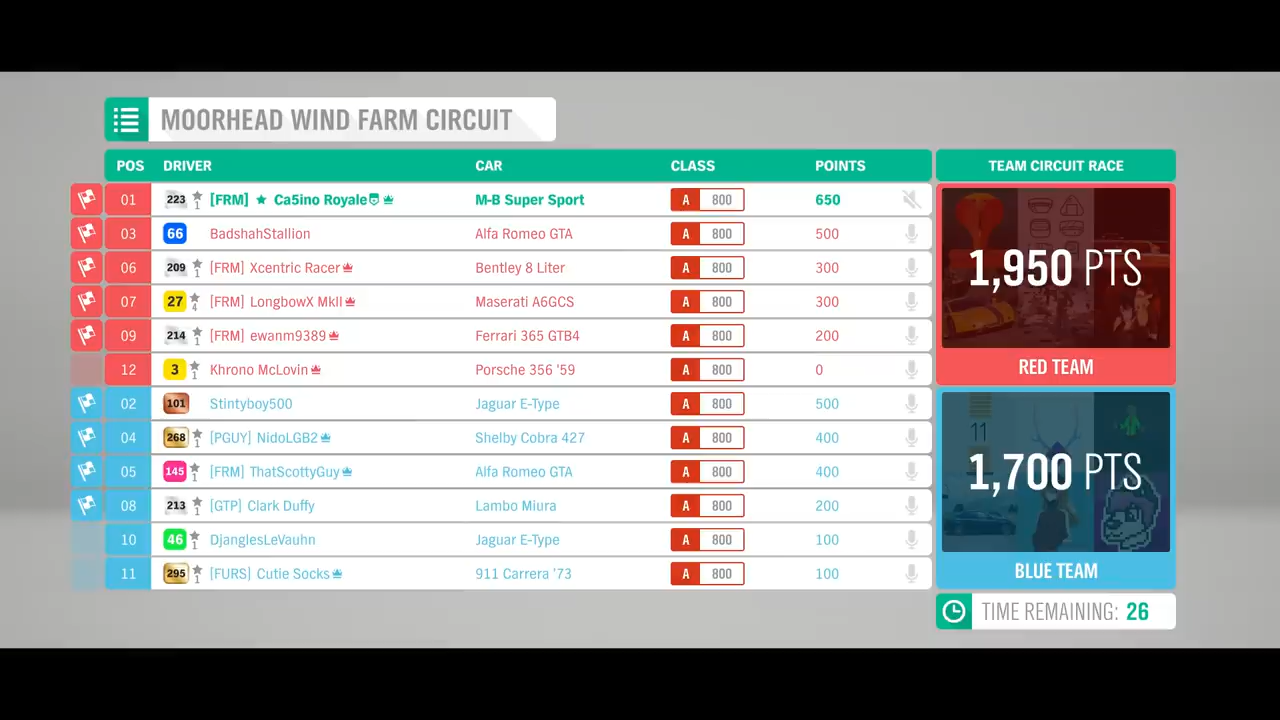 MOORHEAD WIND FARM CIRCUIT
POS DRIVER CAR CLASS POINTS
01 223 1 [FRM] ★ Ca5ino Royale M-B Super Sport A 800 650
03 66 BadshahStallion Alfa Romeo GTA A 800 500
06 209 1 [FRM] Xcentric Racer Bentley 8 Liter A 800 300
07 27 4 [FRM] LongbowX MkII Maserati A6GCS A 800 300
09 214 1 [FRM] ewanm9389 Ferrari 365 GTB4 A 800 200
12 3 1 Khrono McLovin Porsche 356 '59 A 800 0
02 101 Stintyboy500 Jaguar E-Type A 800 500
04 268 1 [PGUY] NidoLGB2 Shelby Cobra 427 A 800 400
05 145 1 [FRM] ThatScottyGuy Alfa Romeo GTA A 800 400
08 213 1 [GTP] Clark Duffy Lambo Miura A 800 200
10 46 1 DjanglesLeVauhn Jaguar E-Type A 800 100
11 295 1 [FURS] Cutie Socks 911 Carrera '73 A 800 100
TEAM CIRCUIT RACE
1,950 PTS
RED TEAM
11
1,700 PTS
BLUE TEAM
TIME REMAINING: 26